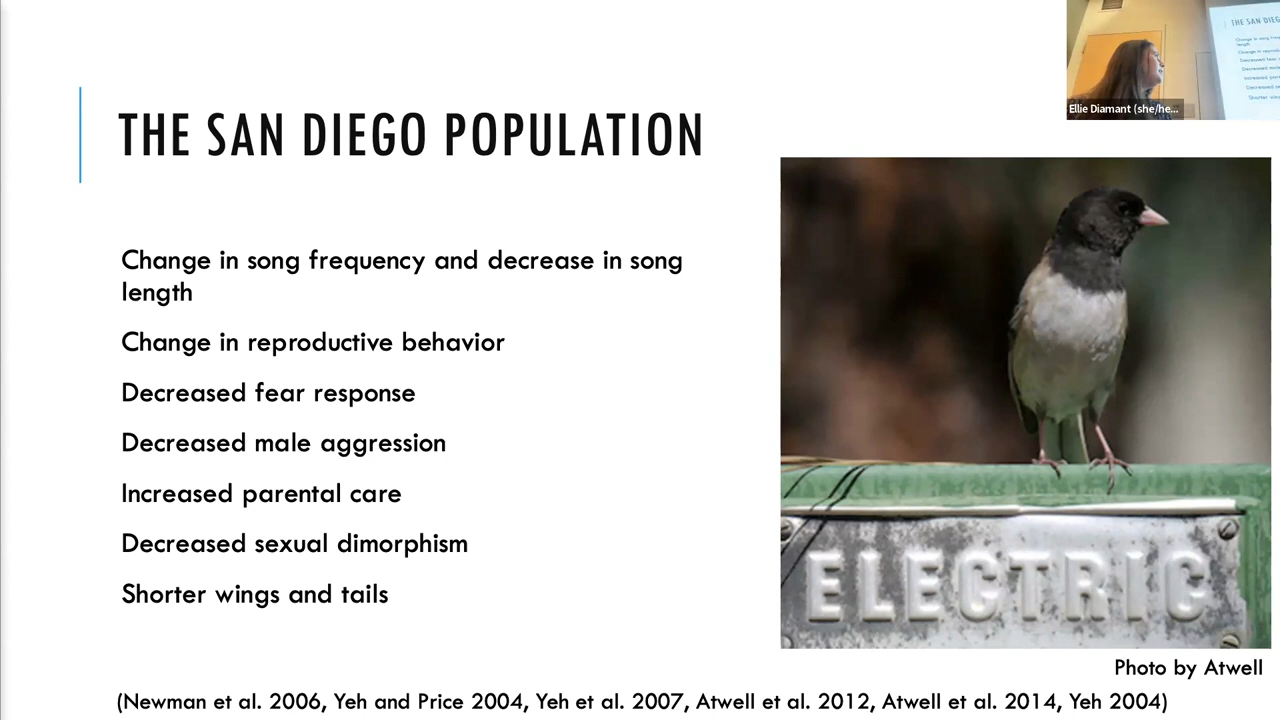 THE SAN DIEGO POPULATION
Change in song frequency and decrease in song
length
Change in reproductive behavior
Decreased fear response
Decreased male aggression
Increased parental care
Decreased sexual dimorphism
Shorter wings and tails
(Newman et al. 2006, Yeh and Price 2004, Yeh et al. 2007, Atwell et al. 2012, Atwell et al. 2014, Yeh 2004)
ELECTRIC
Photo by Atwell
Ellie Diamant (she/he...
THE SAN DIEG